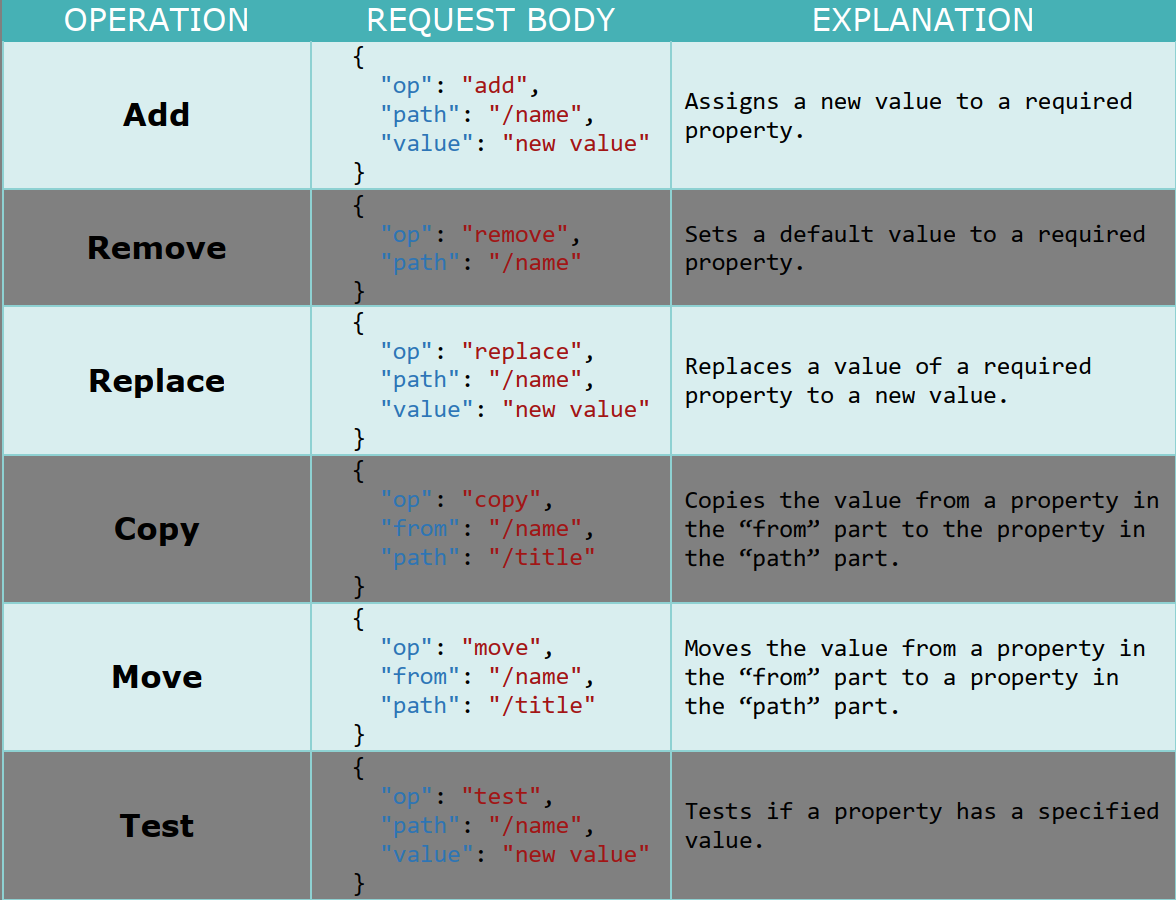 OPERATION REQUEST BODY EXPLANATION
Add
{
"op": "add",
"path": "/name",
"value": "new value"
}
Assigns a new value to a required
property.
Remove
{
"op": "remove",
"path": "/name"
}
Sets a default value to a required
property.
Replace
{
"op": "replace",
"path": "/name",
"value": "new value"
}
Replaces a value of a required
property to a new value.
Copy
{
"op": "copy",
"from": "/name",
"path": "/title"
}
Copies the value from a property in
the “from” part to the property in
the “path” part.
Move
{
"op": "move",
"from": "/name",
"path": "/title"
}
Moves the value from a property in
the “from” part to a property in
the “path” part.
Test
{
"op": "test",
"path": "/name",
"value": "new value"
}
Tests if a property has a specified
value.